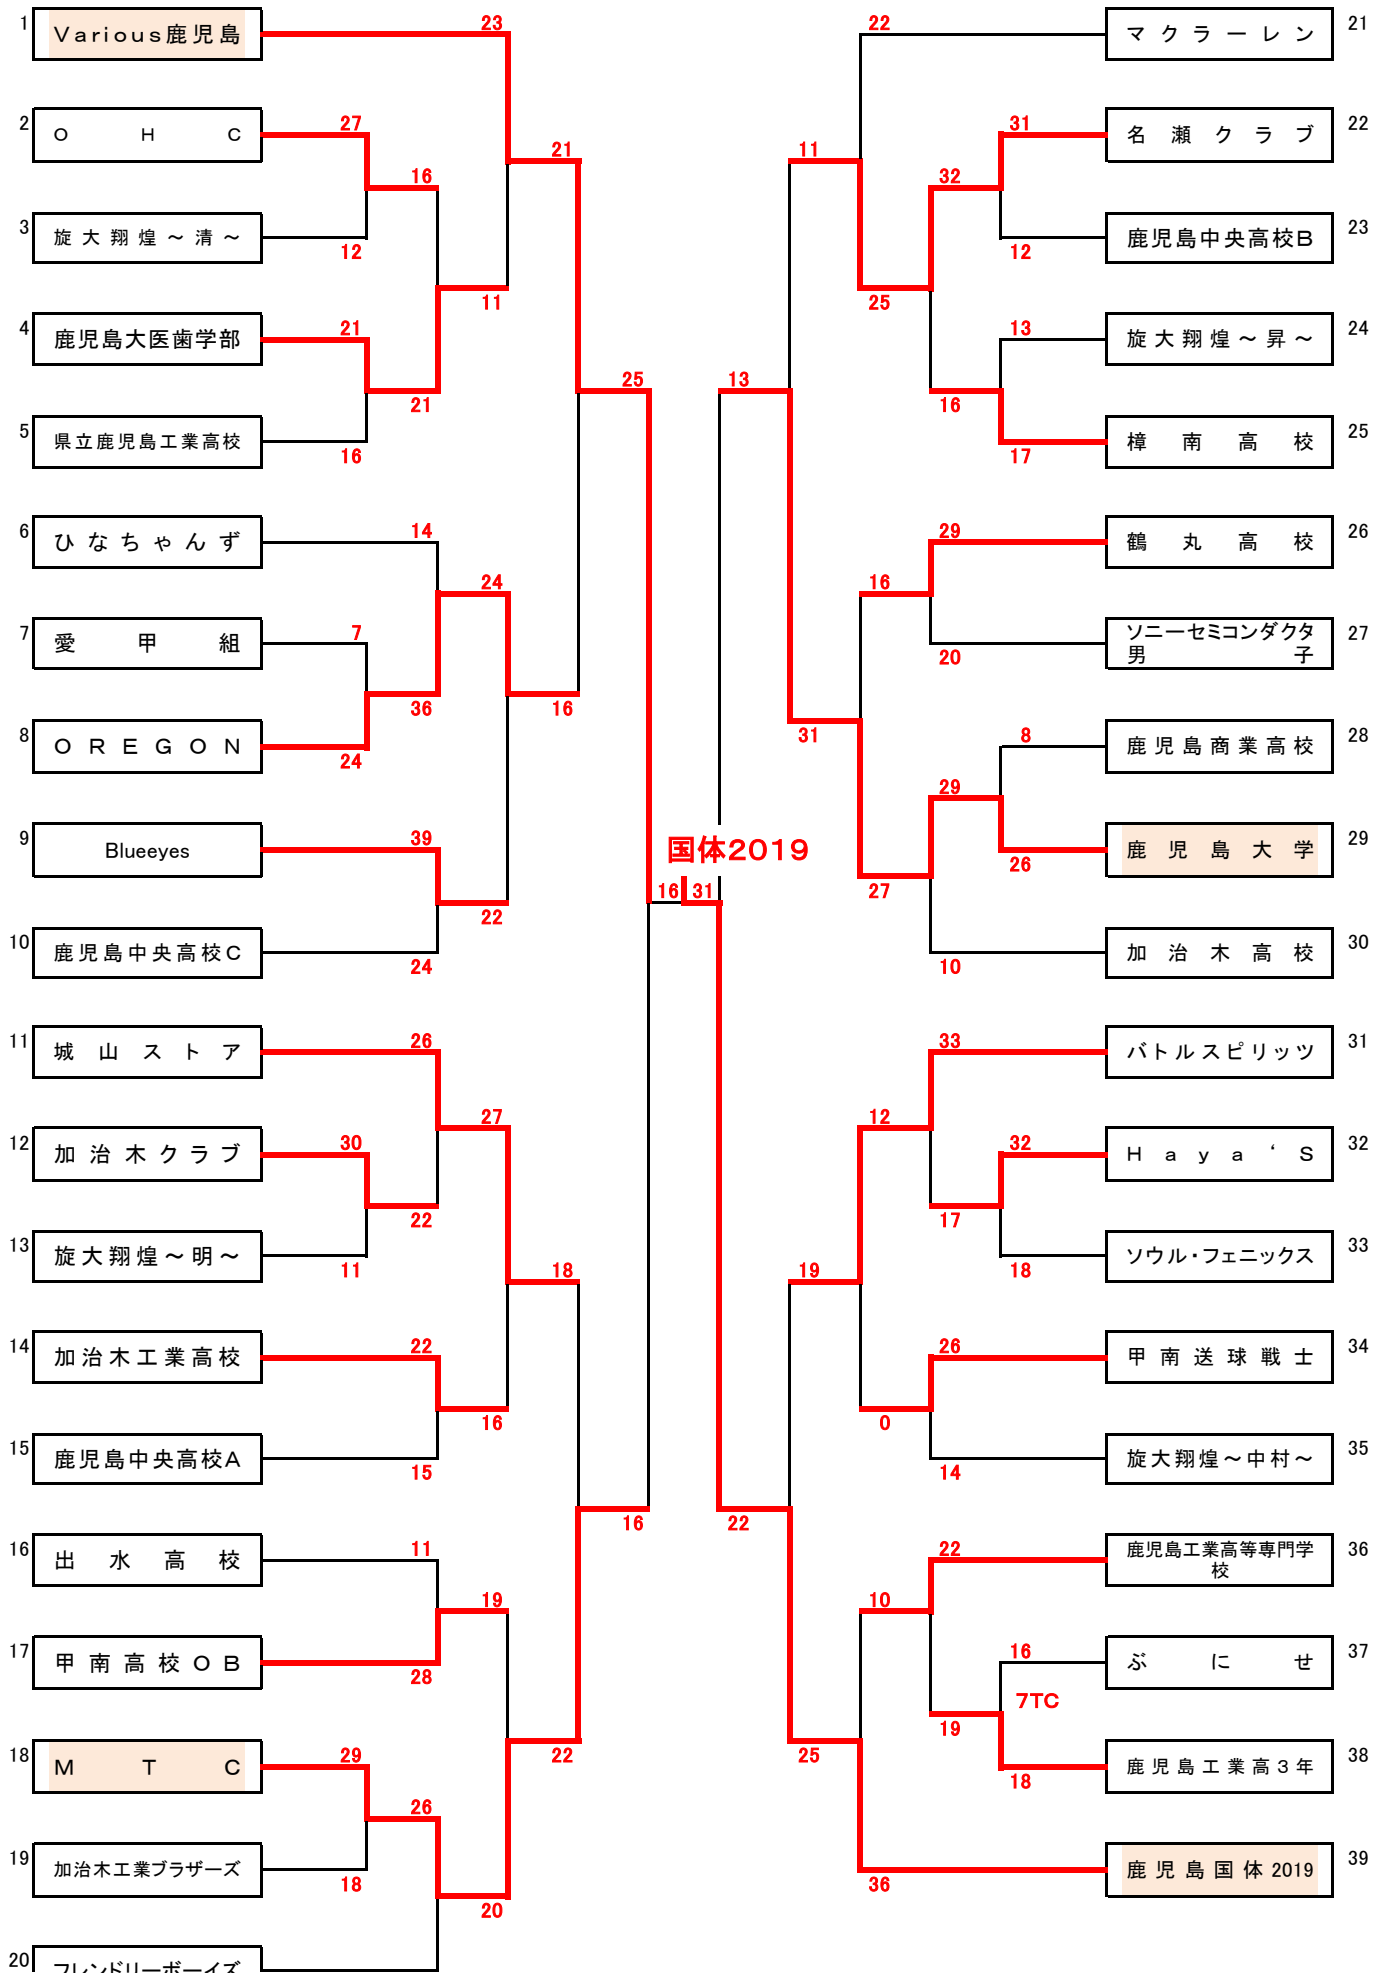 1 Various鹿児島
23
2 O H C
27
16
21
3 旋大翔煌～清～
12
11
4 鹿児島大医歯学部
21
21
25
5 県立鹿児島工業高校
16
6 ひなちゃんず
14
24
7 愛甲組
7
36
16
8 OREGON
24
9 Blueeyes
39
22
10 鹿児島中央高校C
24
11 城山ストア
26
27
12 加治木クラブ
30
22
13 旋大翔煌～明～
11
18
14 加治木工業高校
22
16
15 鹿児島中央高校A
15
16
16 出水高校
11
19
17 甲南高校OB
28
22
18 M T C
29
26
19 加治木工業ブラザーズ
18
20
20 フレンドリーボーイズ
国体2019
16 31
22
マクラーレン 21
11
31
名瀬クラブ 22
32
12
鹿児島中央高校B 23
25
13
旋大翔煌～昇～ 24
13
16
17
樟南高校 25
29
鶴丸高校 26
16
20
ソニーセミコンダクタ
男子 27
31
8
鹿児島商業高校 28
29
26
鹿児島大学 29
27
10
加治木高校 30
33
バトルスピリッツ 31
12
32
Haya‘S 32
17
18
ソウル・フェニックス 33
19
26
甲南送球戦士 34
0
14
旋大翔煌～中村～ 35
22
22
鹿児島工業高等専門学
校 36
10
16
ぶにせ 37
7TC
19
18
鹿児島工業高3年 38
25
36
鹿児島国体2019 39